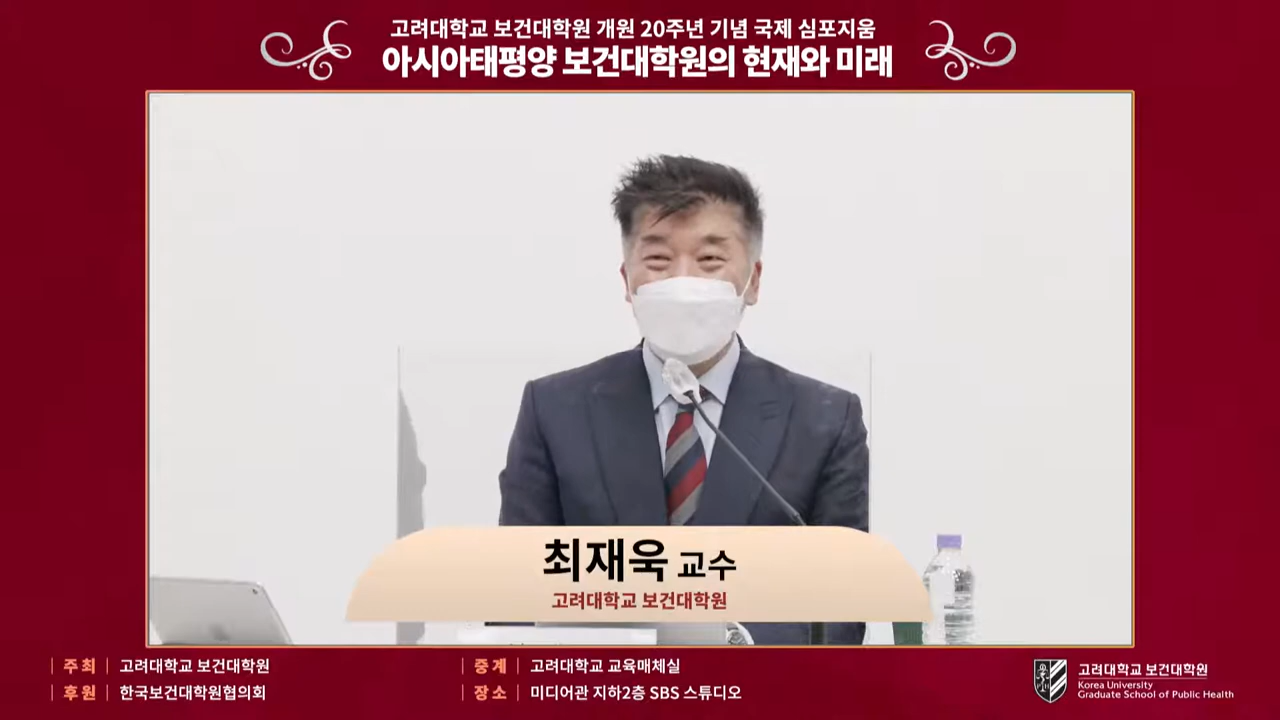 고려대학교 보건대학원 개원 20주년 기념 국제 심포지움
아시아태평양 보건대학원의 현재와 미래
최재욱 교수
고려대학교 보건대학원
주최 | 고려대학교 보건대학원
후원 | 한국보건대학원협의회
중계 | 고려대학교 교육매체실
장소 | 미디어관 지하2층 SBS 스튜디오
고려대학교 보건대학원
Korea University
Graduate School of Public Health